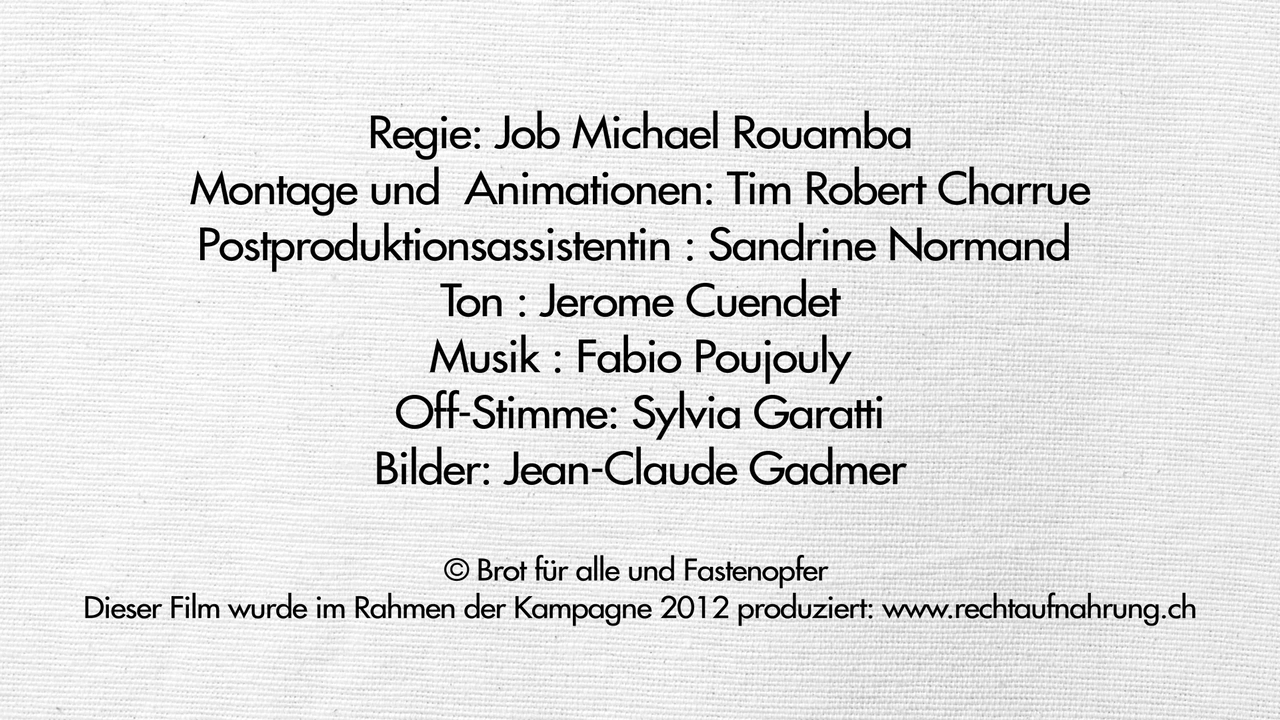 Regie: Job Michael Rouamba
Montage und  Animationen: Tim Robert Charrue
Postproduktionsassistentin : Sandrine Normand
Ton : Jerome Cuendet
Musik : Fabio Poujouly
Off-Stimme: Sylvia Garatti
Bilder: Jean-Claude Gadmer
© Brot für alle und Fastenopfer
Dieser Film wurde im Rahmen der Kampagne 2012 produziert: www.rechtaufnahrung.ch